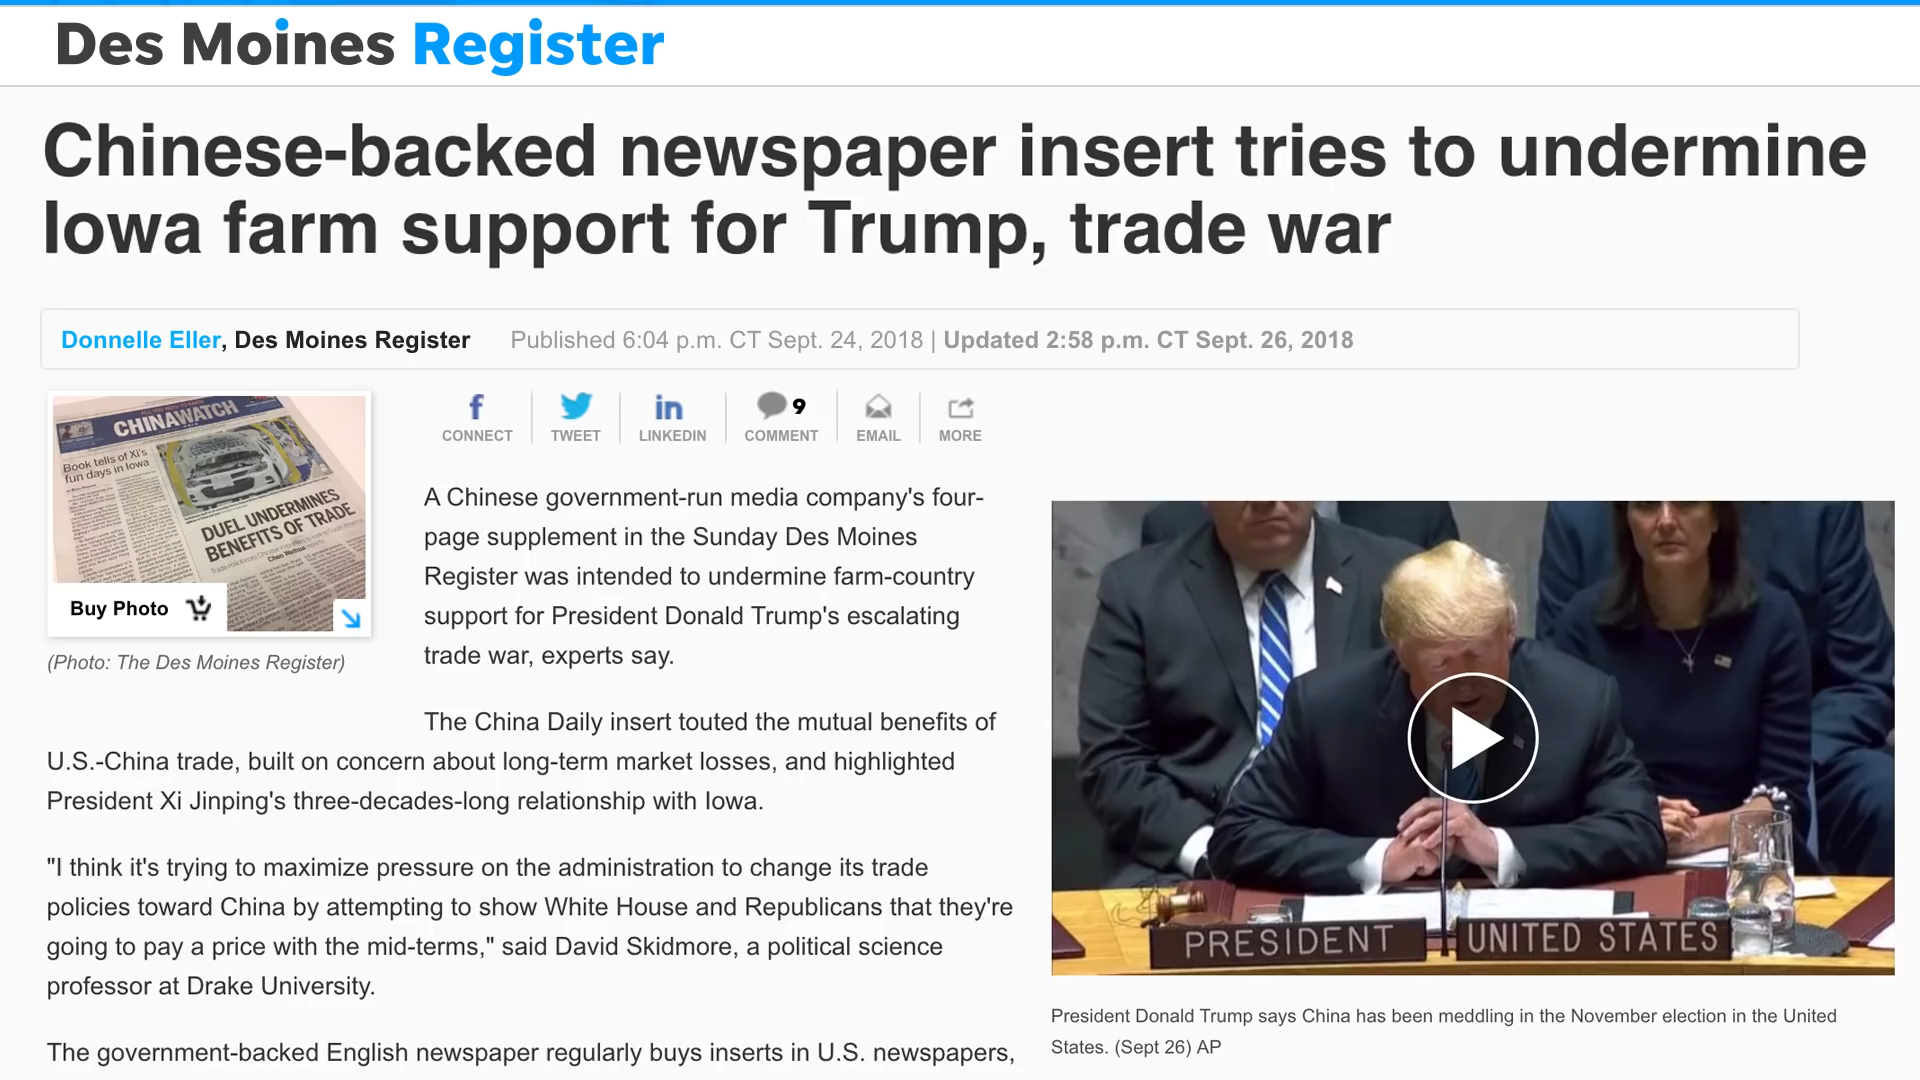 Des Moines Register
Chinese-backed newspaper insert tries to undermine
Iowa farm support for Trump, trade war
Donnelle Eller, Des Moines Register Published 6:04 p.m. CT Sept. 24, 2018 | Updated 2:58 p.m. CT Sept. 26, 2018
CHINAWATCH
Book tells of Xi's
fun days in Iowa
DUEL UNDERMINES
BENEFITS OF TRADE
Chen Weihua
Buy Photo
(Photo: The Des Moines Register)
CONNECT
TWEET
LINKEDIN
9
COMMENT
EMAIL
MORE
A Chinese government-run media company's four-
page supplement in the Sunday Des Moines
Register was intended to undermine farm-country
support for President Donald Trump's escalating
trade war, experts say.
The China Daily insert touted the mutual benefits of
U.S.-China trade, built on concern about long-term market losses, and highlighted
President Xi Jinping's three-decades-long relationship with Iowa.
"I think it's trying to maximize pressure on the administration to change its trade
policies toward China by attempting to show White House and Republicans that they're
going to pay a price with the mid-terms," said David Skidmore, a political science
professor at Drake University.
The government-backed English newspaper regularly buys inserts in U.S. newspapers,
PRESIDENT
UNITED STATES
President Donald Trump says China has been meddling in the November election in the United
States. (Sept 26) AP